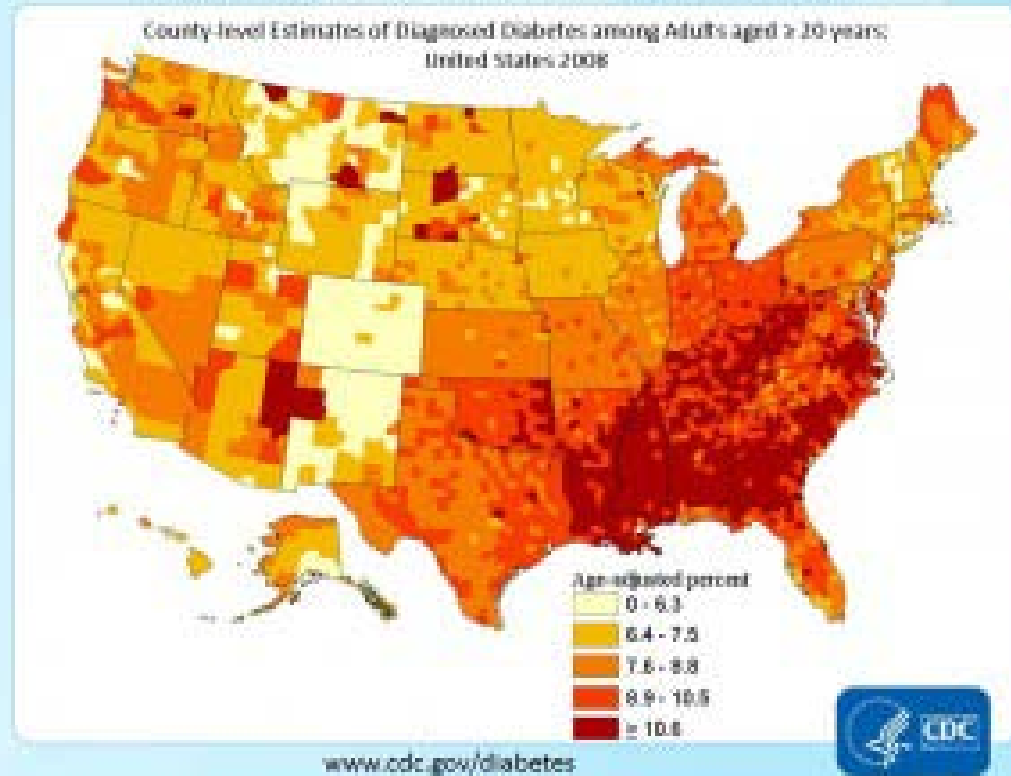 County-level Estimates of Diagnosed Diabetes among Adults aged ≥ 20 years:
United States 2008
Age-adjusted percent
0 - 6.3
6.4 - 7.5
7.6 - 8.8
8.9 - 10.5
≥ 10.6
CDC
www.cdc.gov/diabetes